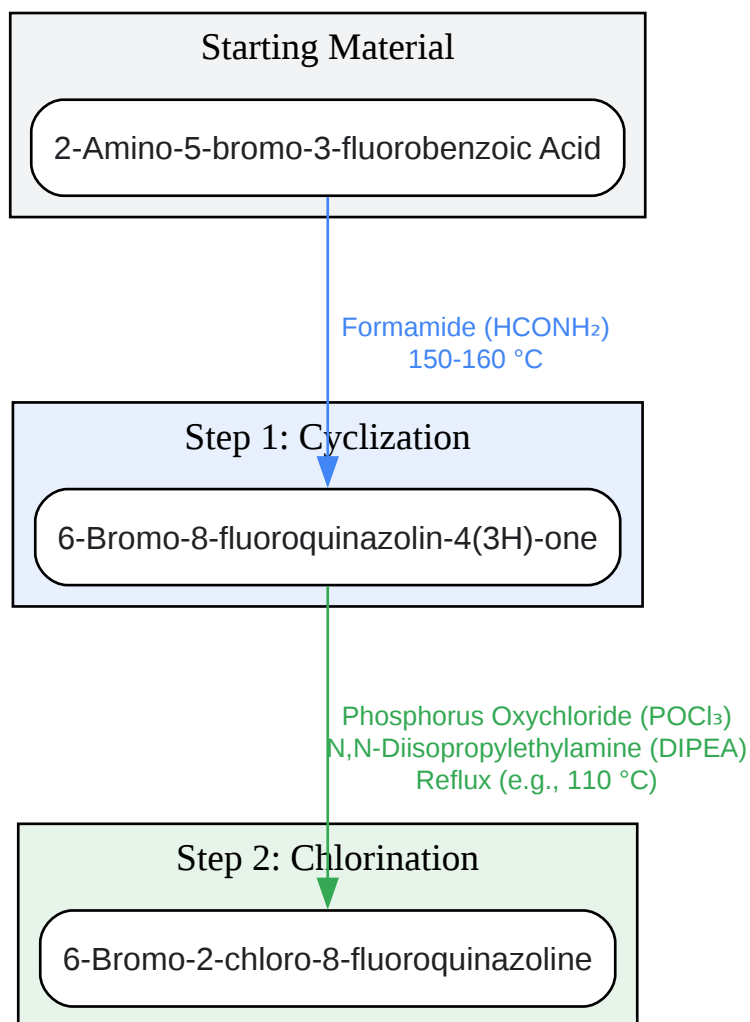 Starting Material
2-Amino-5-bromo-3-fluorobenzoic Acid
Formamide (HCONH₂)
150-160 °C
Step 1: Cyclization
6-Bromo-8-fluoroquinazolin-4(3H)-one
Phosphorus Oxychloride (POCl₃)
N,N-Diisopropylethylamine (DIPEA)
Reflux (e.g., 110 °C)
Step 2: Chlorination
6-Bromo-2-chloro-8-fluoroquinazoline